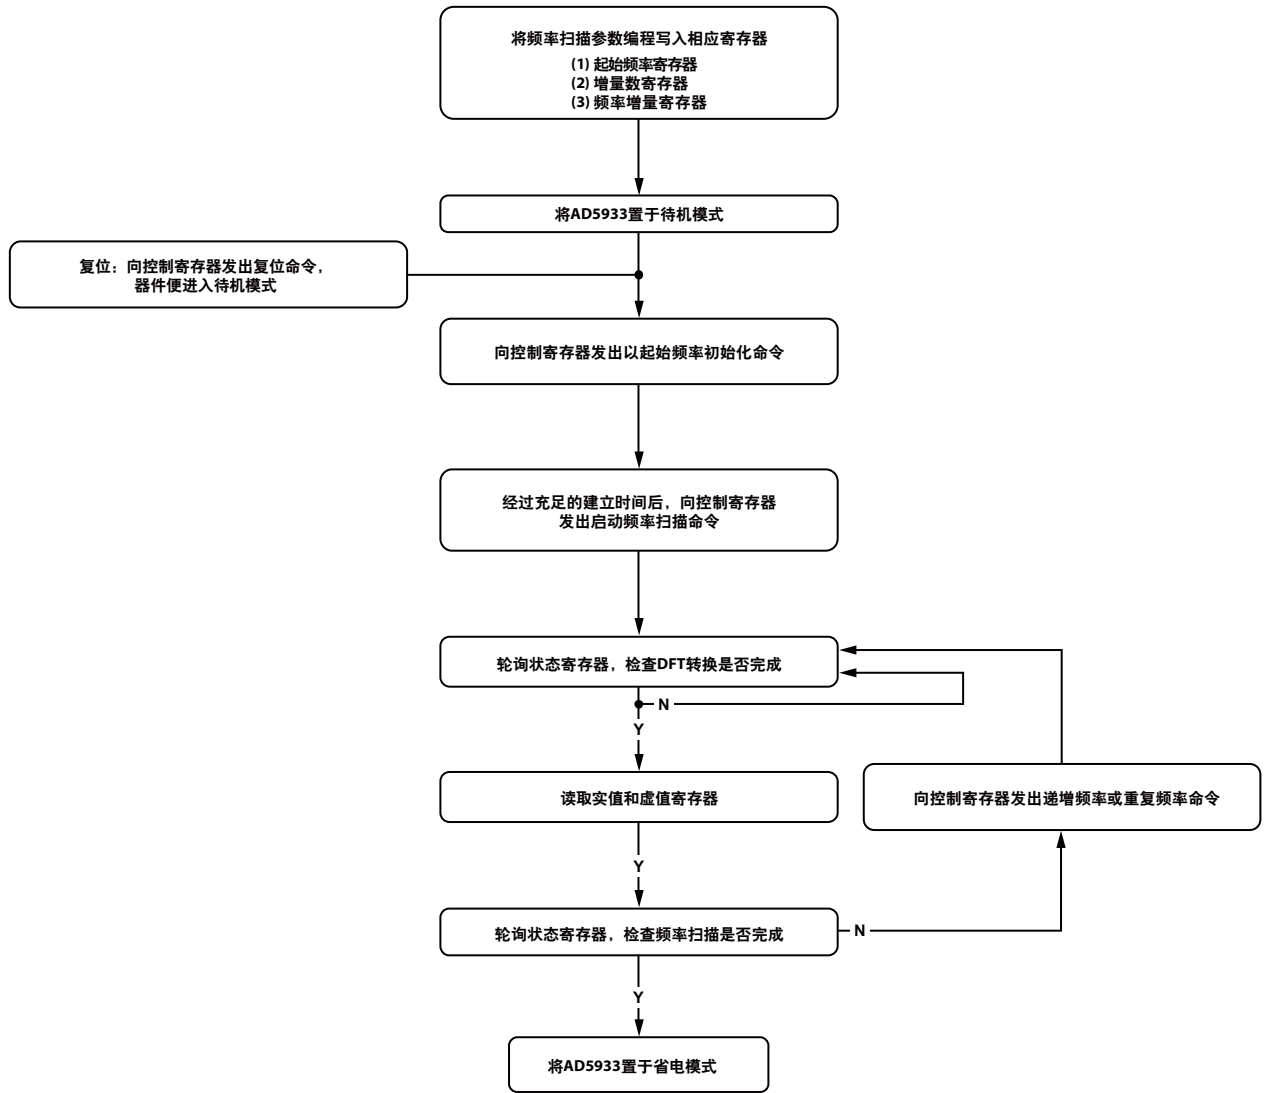 将频率扫描参数编程写入相应寄存器
(1) 起始频率寄存器
(2) 增量数寄存器
(3) 频率增量寄存器
将AD5933置于待机模式
复位：向控制寄存器发出复位命令，
器件便进入待机模式
向控制寄存器发出以起始频率初始化命令
经过充足的建立时间后，向控制寄存器
发出启动频率扫描命令
轮询状态寄存器，检查DFT转换是否完成
N
Y
读取实值和虚值寄存器
向控制寄存器发出递增频率或重复频率命令
Y
轮询状态寄存器，检查频率扫描是否完成
N
Y
将AD5933置于省电模式